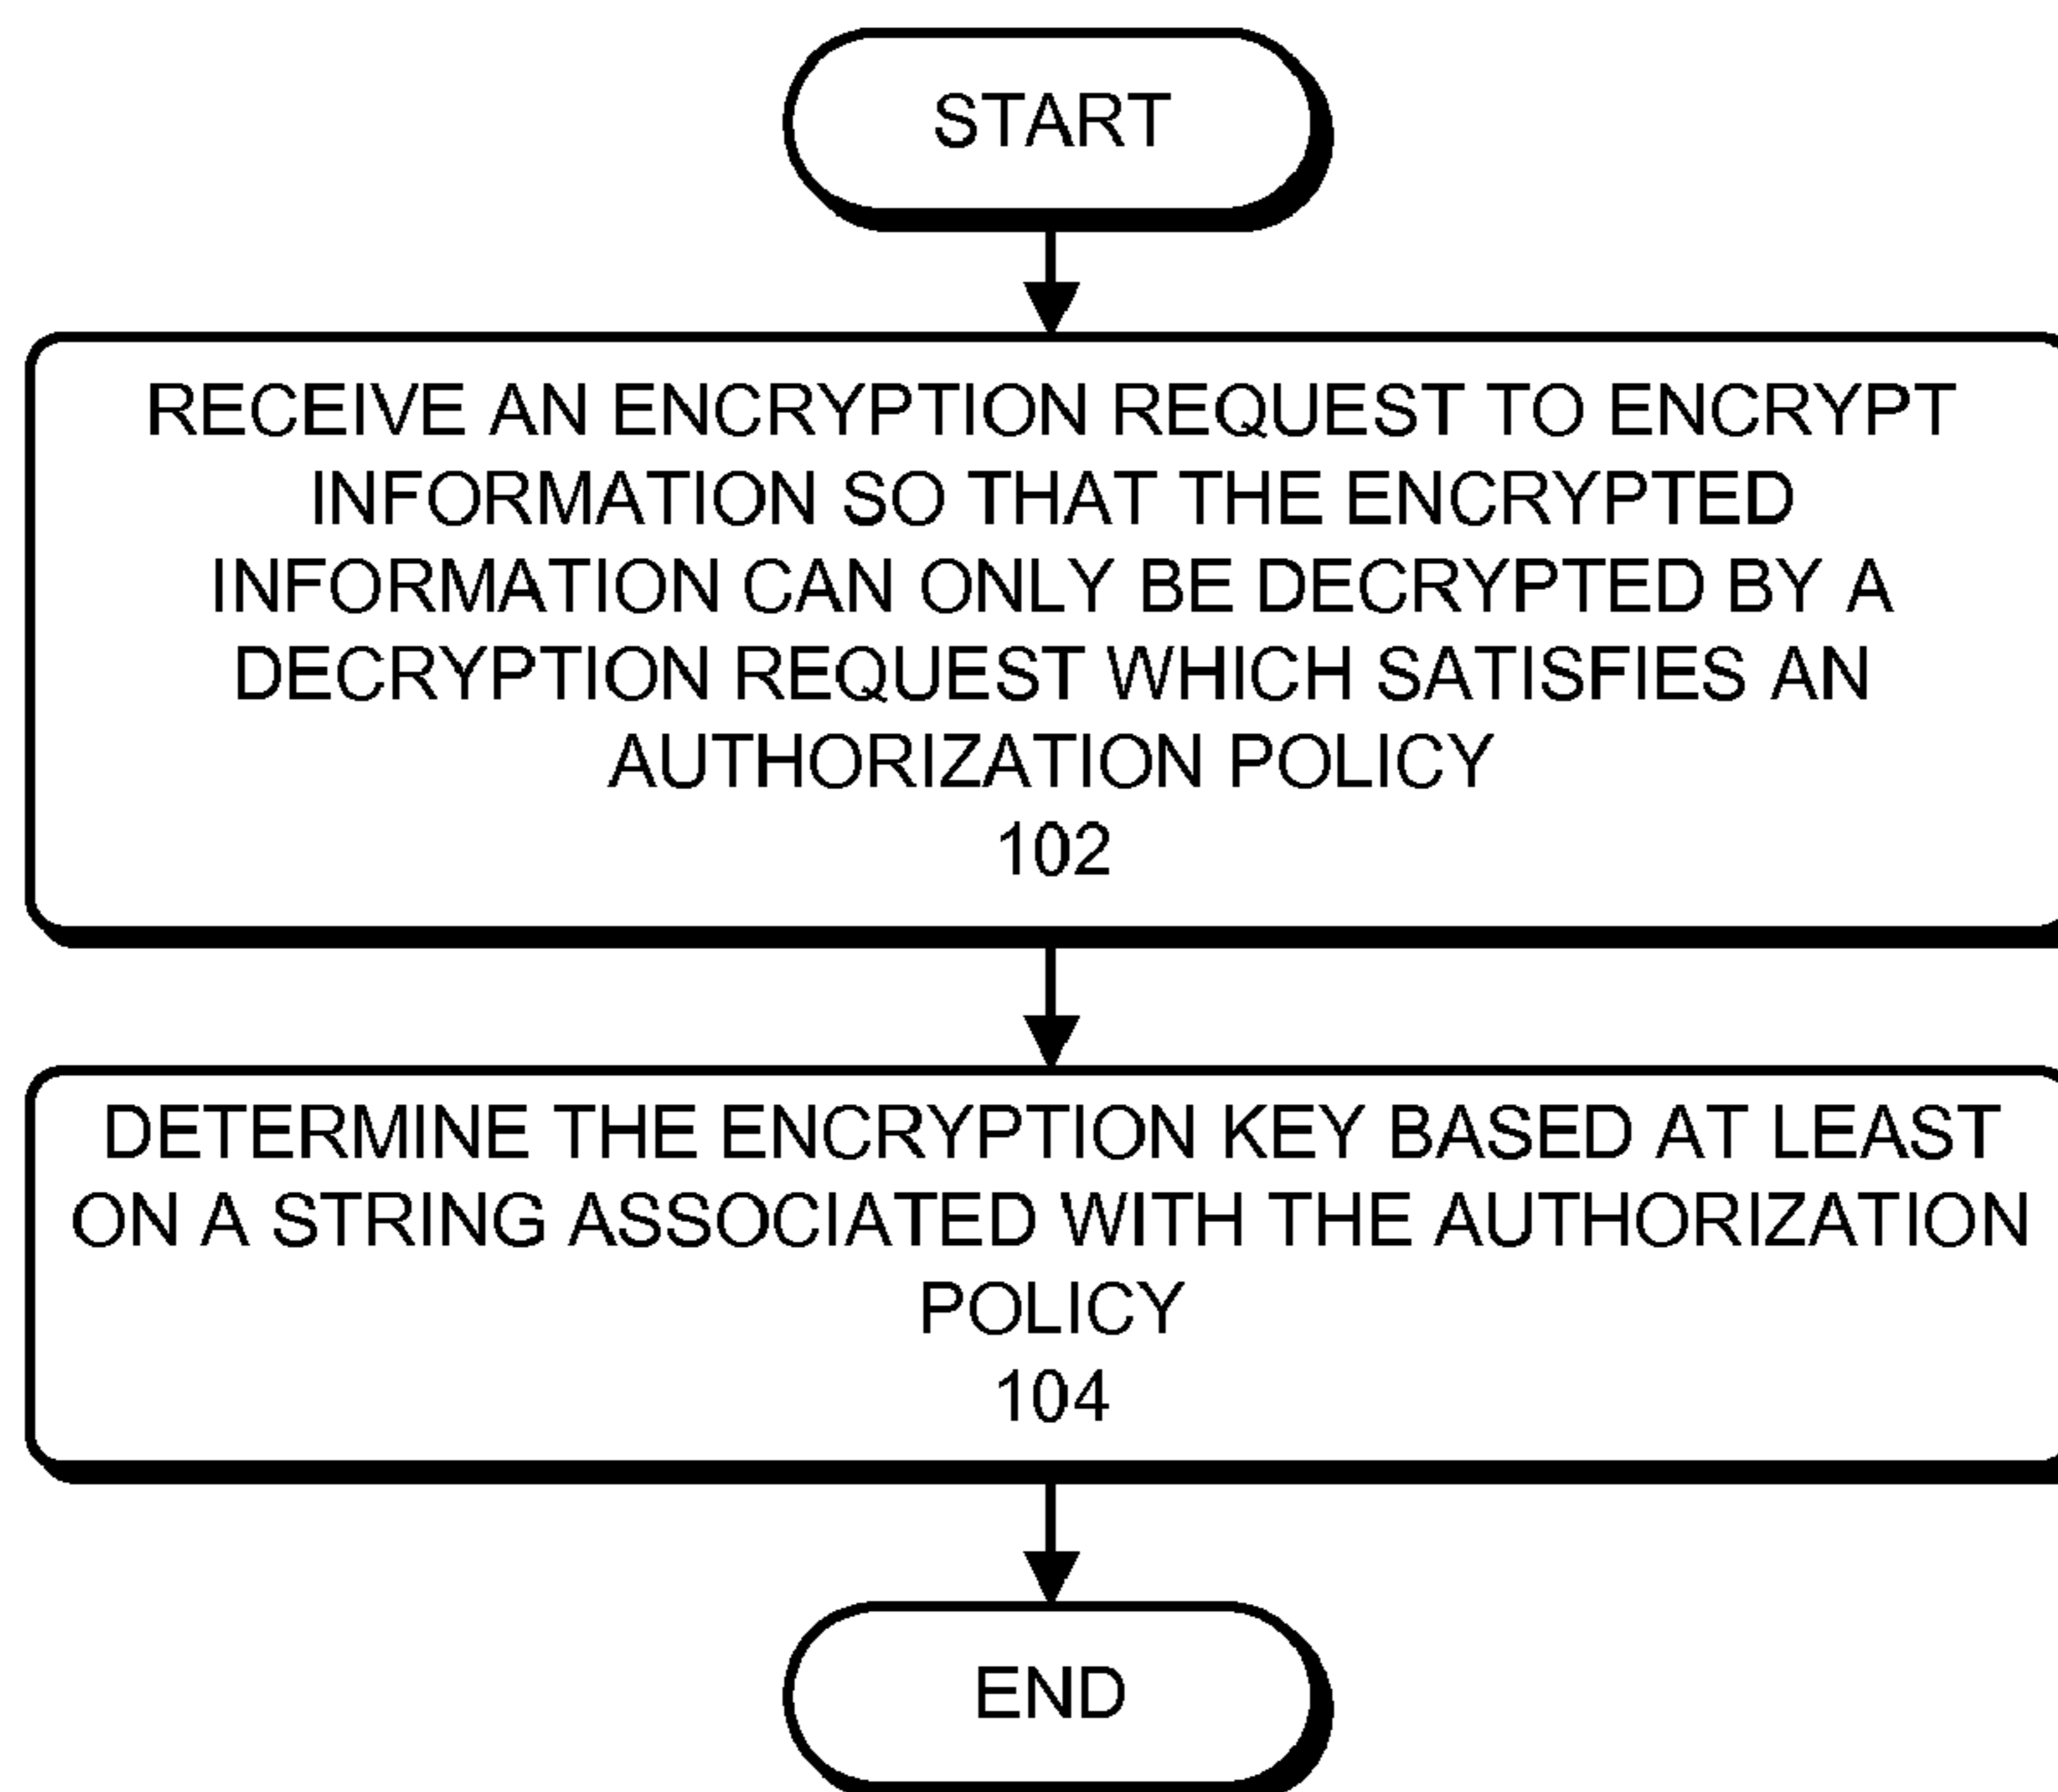 START
RECEIVE AN ENCRYPTION REQUEST TO ENCRYPT
INFORMATION SO THAT THE ENCRYPTED
INFORMATION CAN ONLY BE DECRYPTED BY A
DECRYPTION REQUEST WHICH SATISFIES AN
AUTHORIZATION POLICY
102
DETERMINE THE ENCRYPTION KEY BASED AT LEAST
ON A STRING ASSOCIATED WITH THE AUTHORIZATION
POLICY
104
END